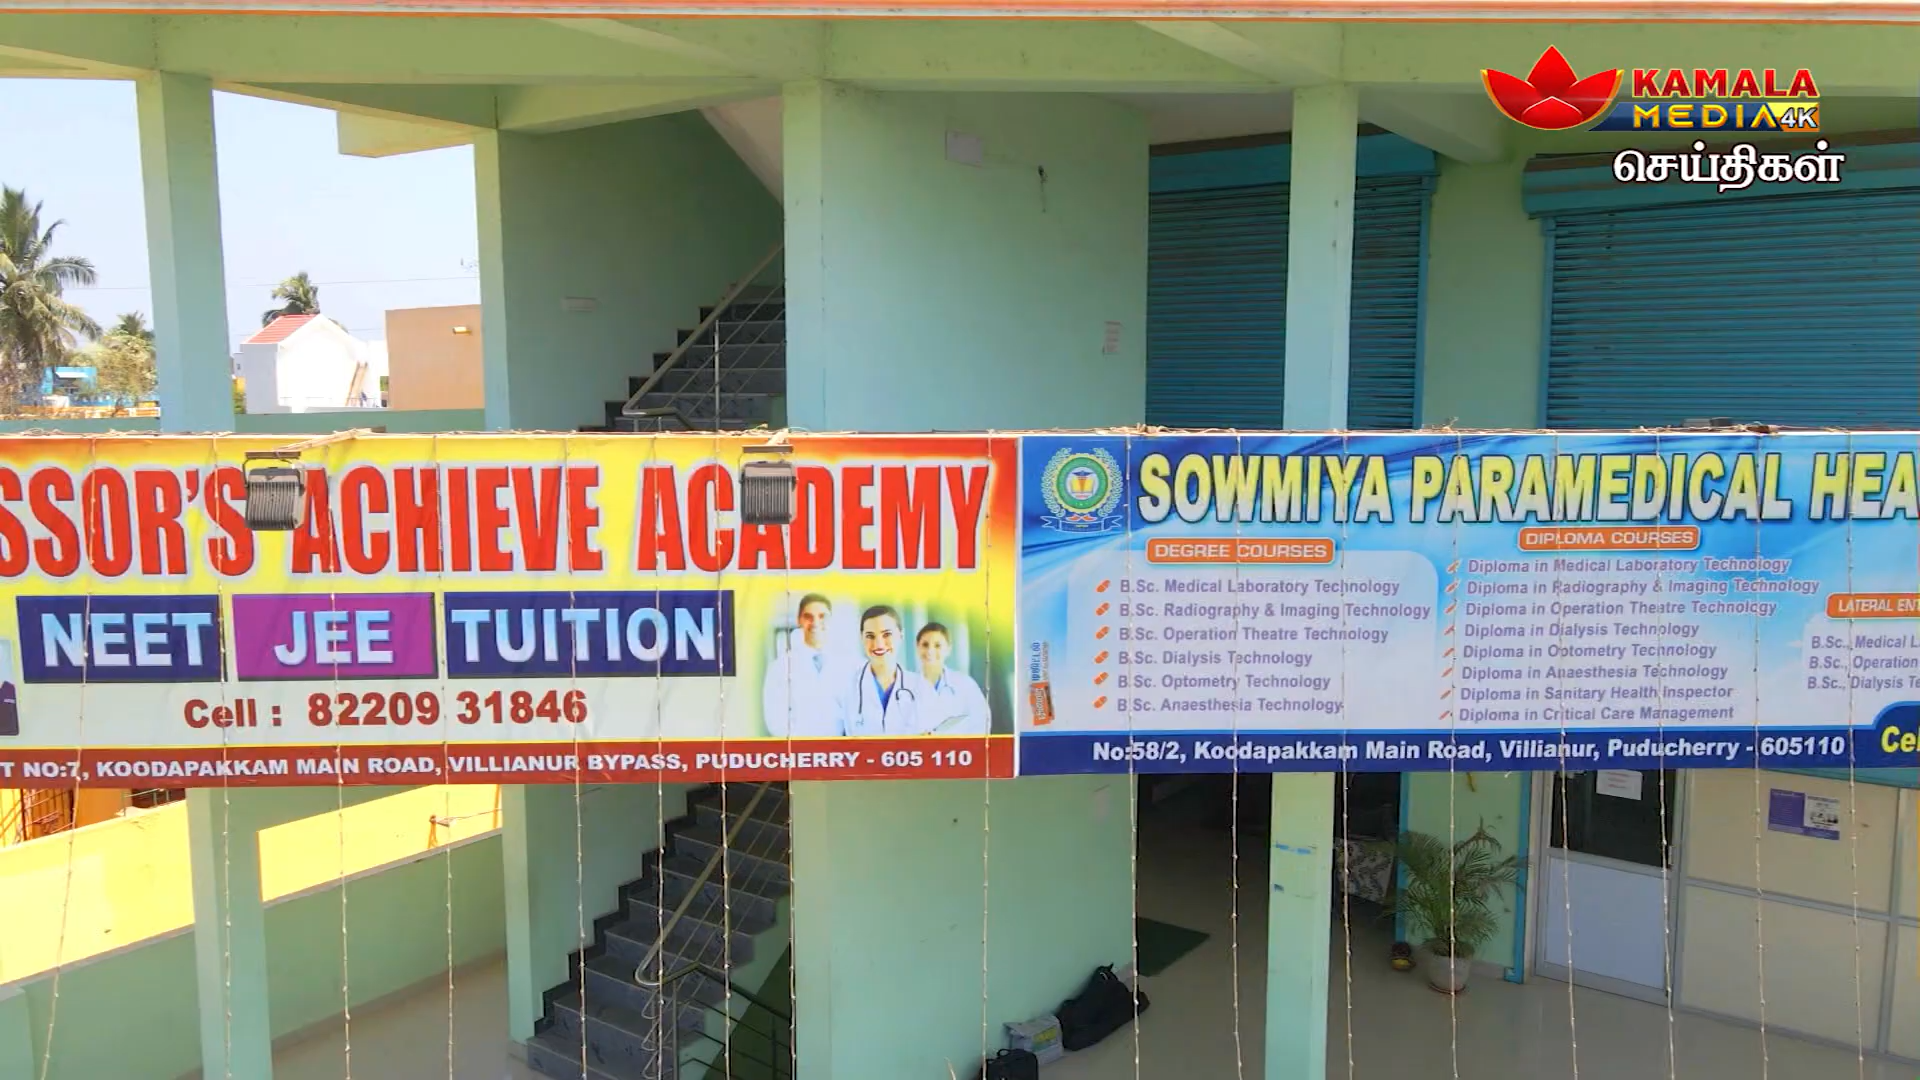 KAMALA
MEDIA 4K
செய்திகள்
SSOR'S ACHIEVE ACADEMY
NEET JEE TUITION
Cell : 82209 31846
T NO:7, KOODAPAKKAM MAIN ROAD, VILLIANUR BYPASS, PUDUCHERRY - 605 110
SOWMIYA PARAMEDICAL HEA
DEGREE COURSES
B.Sc. Medical Laboratory Technology
B.Sc. Radiography & Imaging Technology
B.Sc. Operation Theatre Technology
B.Sc. Dialysis Technology
B.Sc. Optometry Technology
B.Sc. Anaesthesia Technology
DIPLOMA COURSES
Diploma in Medical Laboratory Technology
Diploma in Radiography & Imaging Technology
Diploma in Operation Theatre Technology
Diploma in Dialysis Technology
Diploma in Optometry Technology
Diploma in Anaesthesia Technology
Diploma in Sanitary Health Inspector
Diploma in Critical Care Management
LATERAL ENT
B.Sc., Medical L
B.Sc., Operation
B.Sc., Dialysis Te
No:58/2, Koodapakkam Main Road, Villianur, Puducherry - 605110
Ce